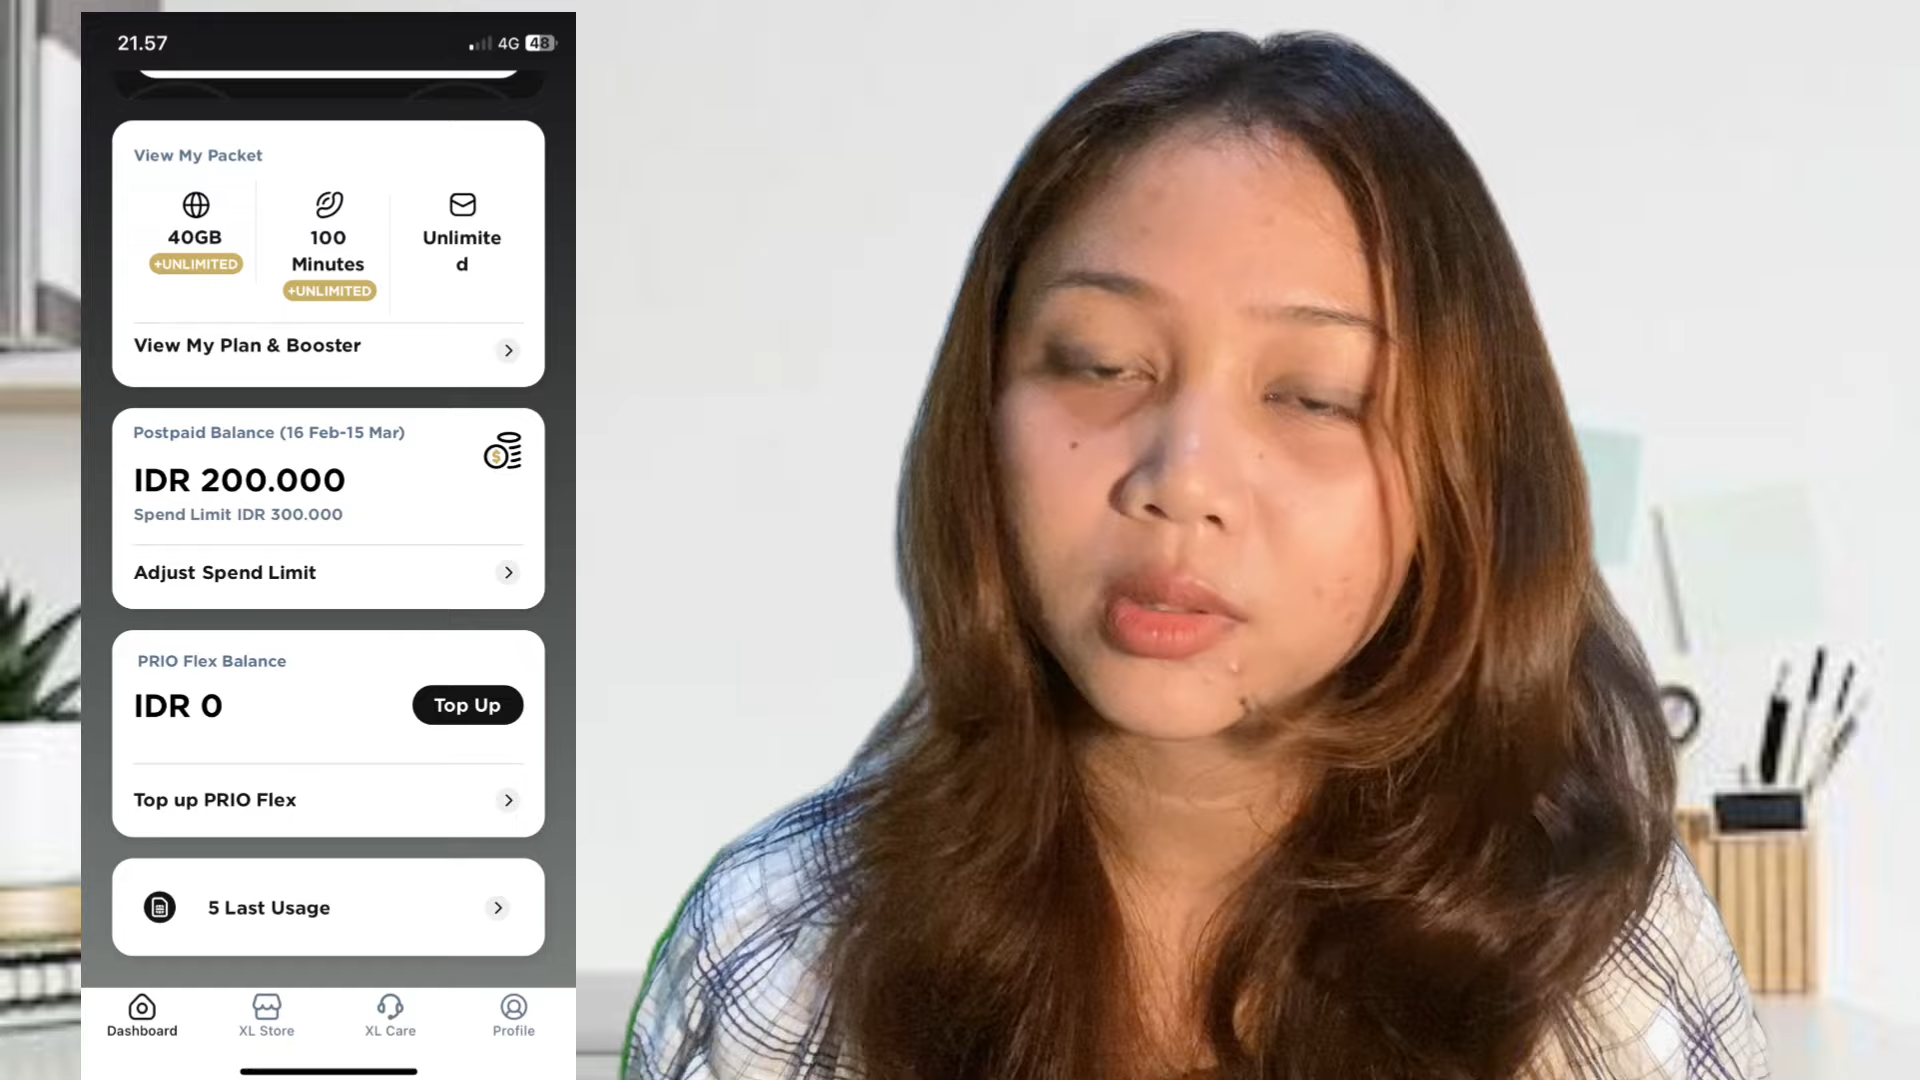 21.57
4G 48
View My Packet
40GB
+UNLIMITED
100
Minutes
+UNLIMITED
Unlimite
d
View My Plan & Booster
Postpaid Balance (16 Feb-15 Mar)
IDR 200.000
Spend Limit IDR 300.000
Adjust Spend Limit
PRIO Flex Balance
IDR 0
Top Up
Top up PRIO Flex
5 Last Usage
Dashboard
XL Store
XL Care
Profile